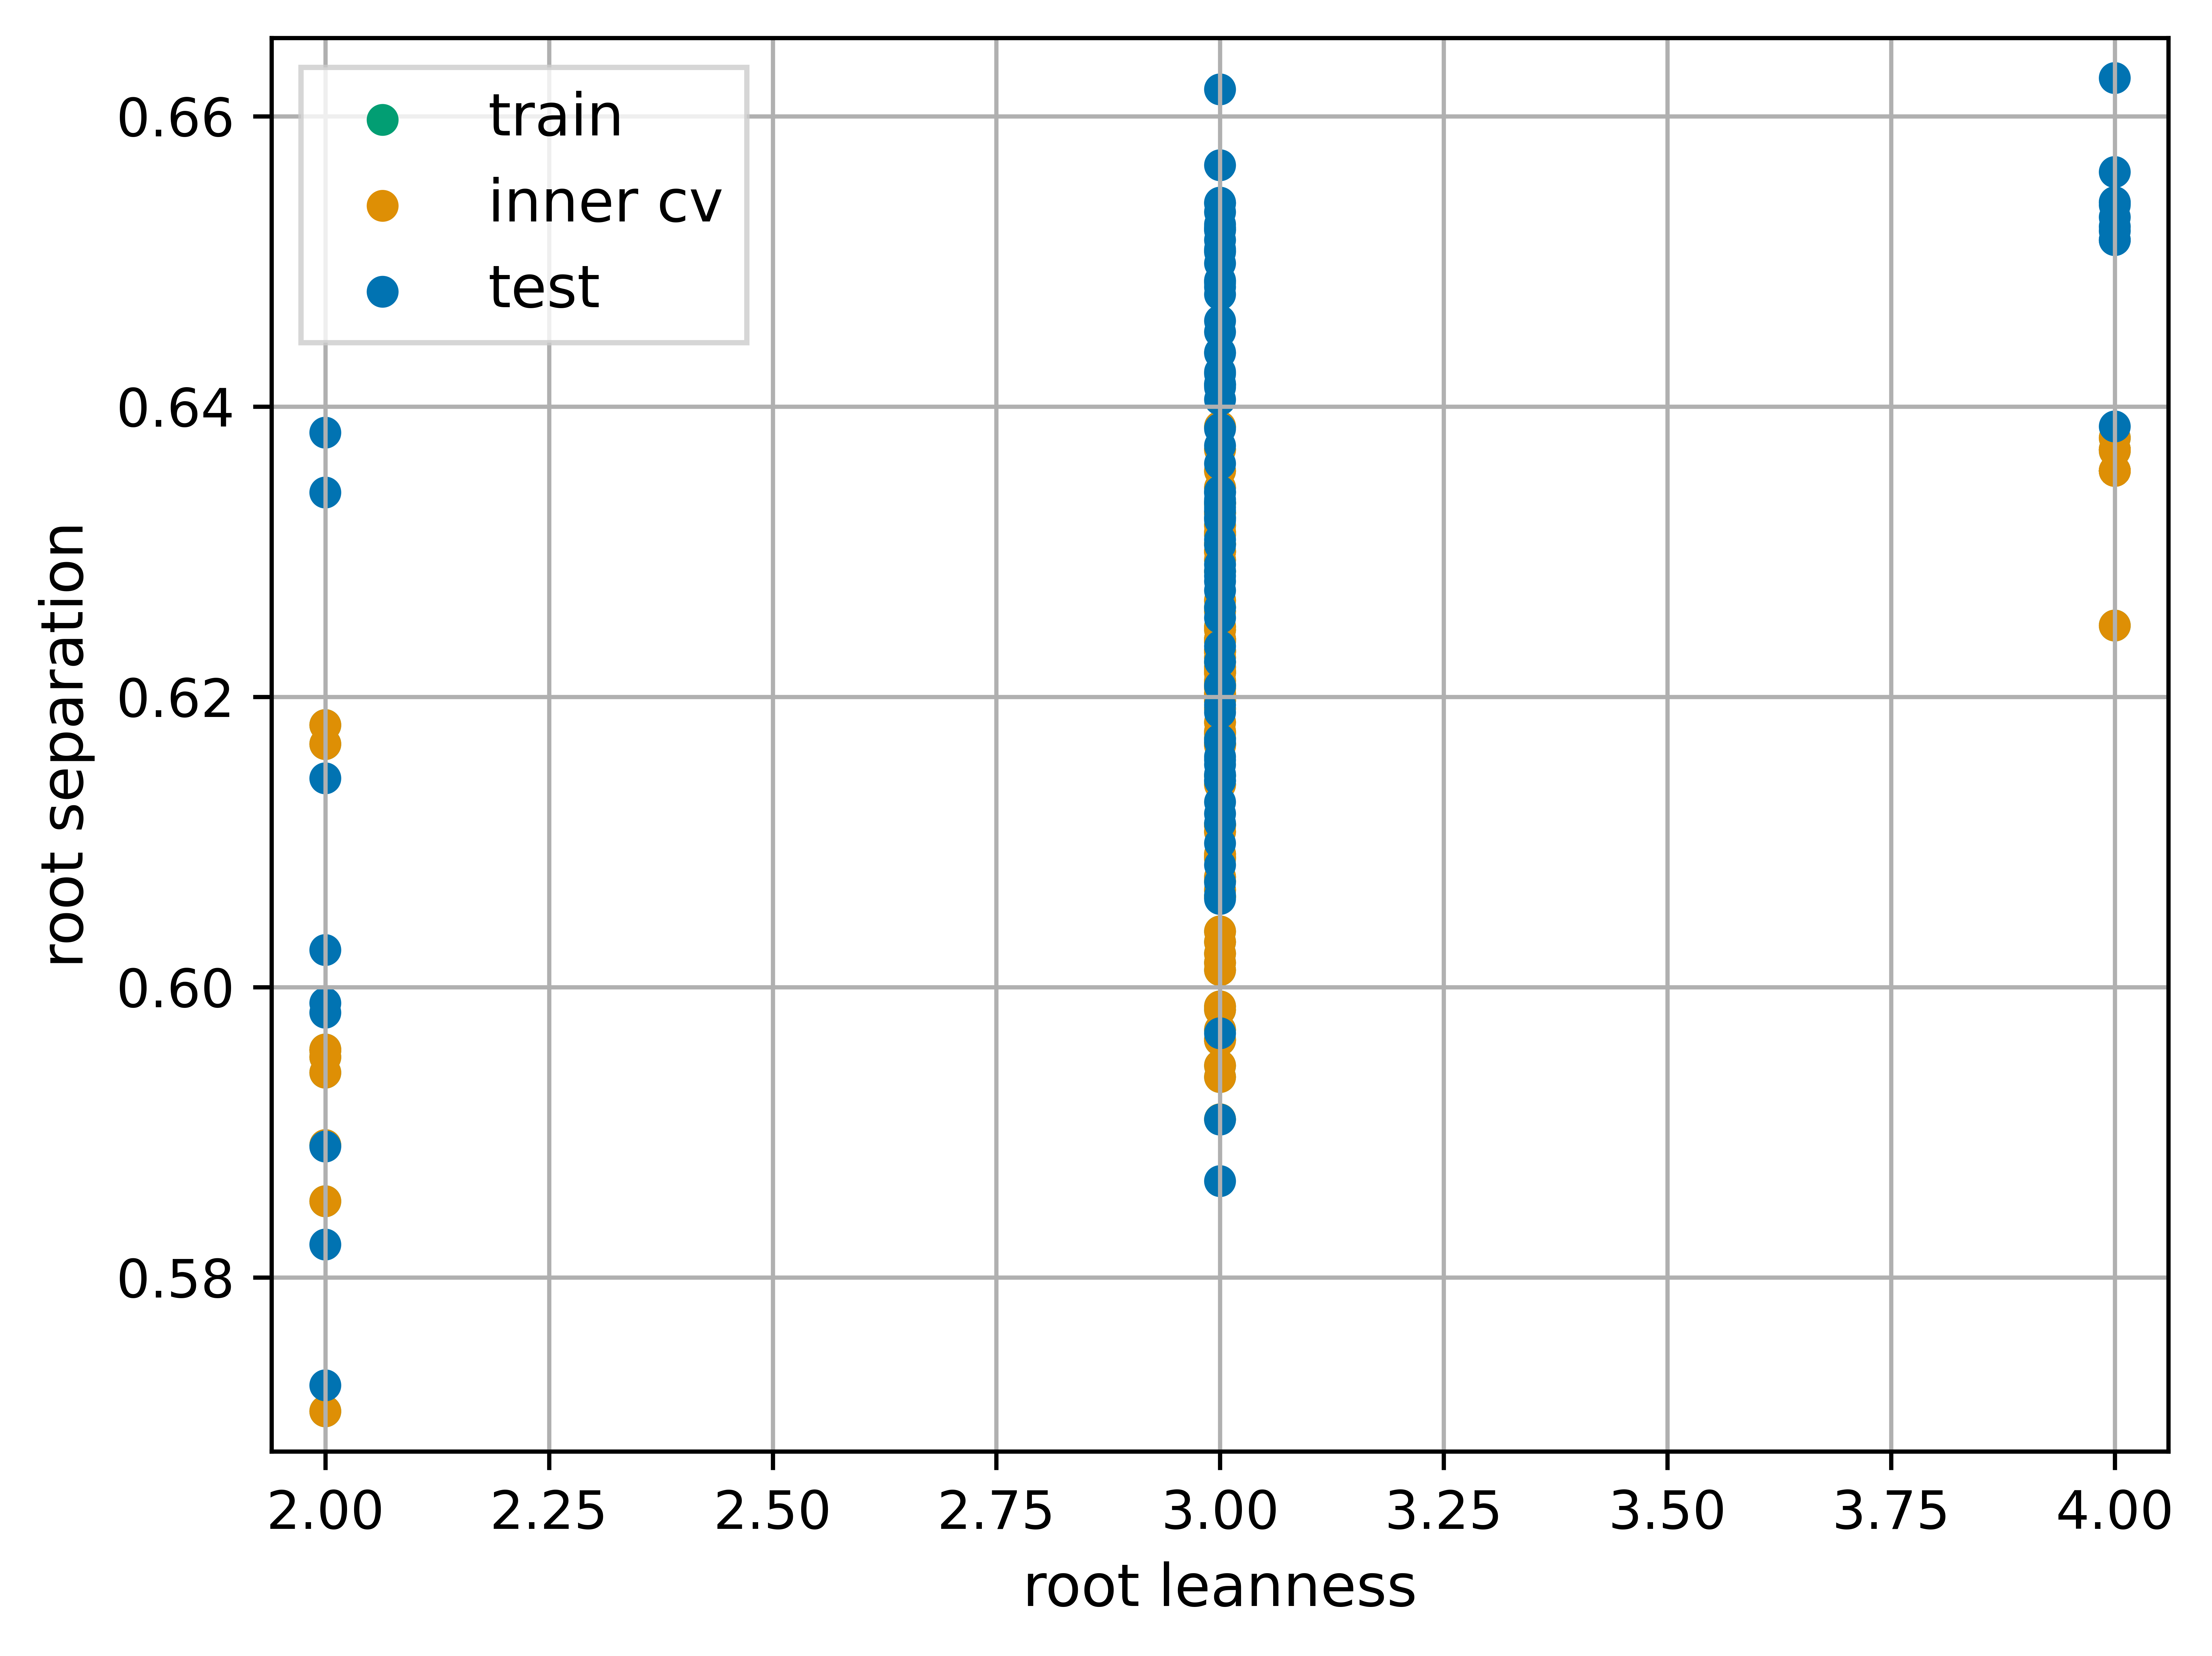 train
inner cv
test
0.66
0.64
0.62
0.60
0.58
root separation
2.00 2.25 2.50 2.75 3.00 3.25 3.50 3.75 4.00
root leanness